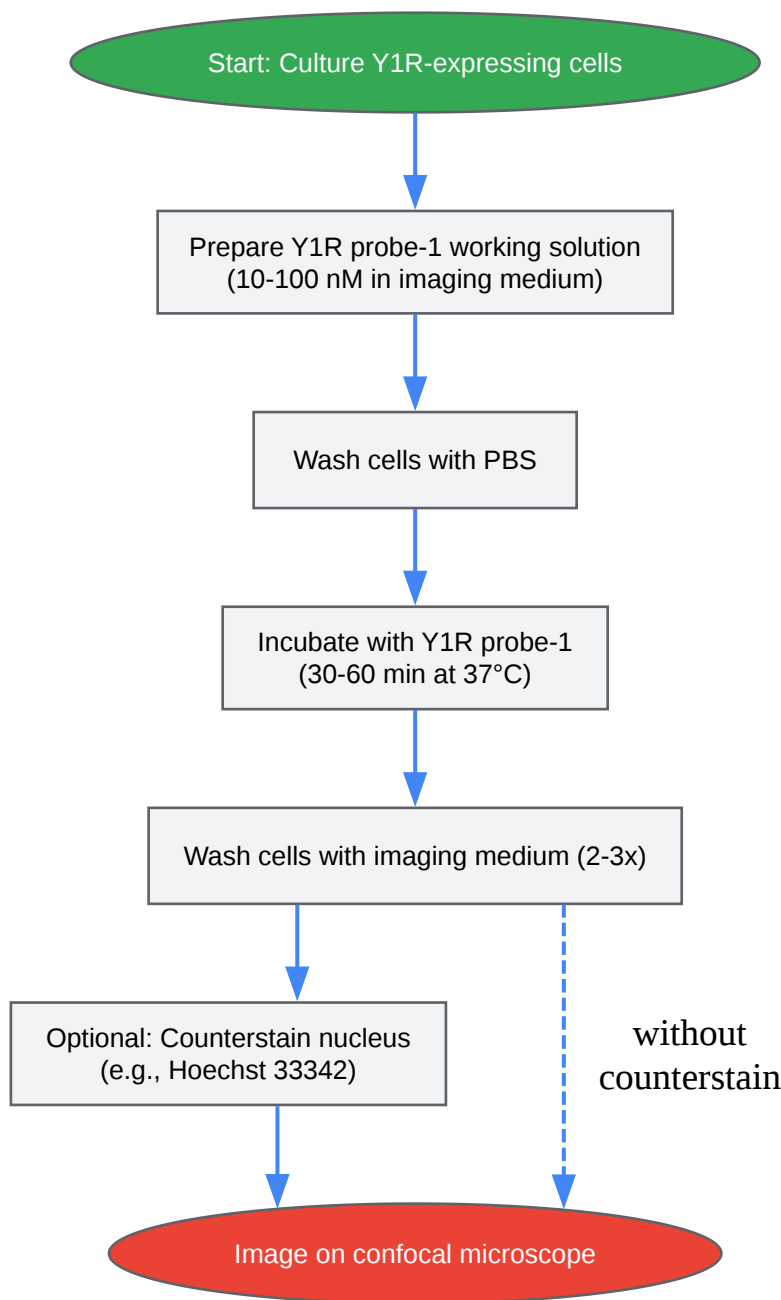 Start: Culture Y1R-expressing cells
Prepare Y1R probe-1 working solution
(10-100 nM in imaging medium)
Wash cells with PBS
Incubate with Y1R probe-1
(30-60 min at 37°C)
Wash cells with imaging medium (2-3x)
Optional: Counterstain nucleus
(e.g., Hoechst 33342)
without
counterstain
Image on confocal microscope